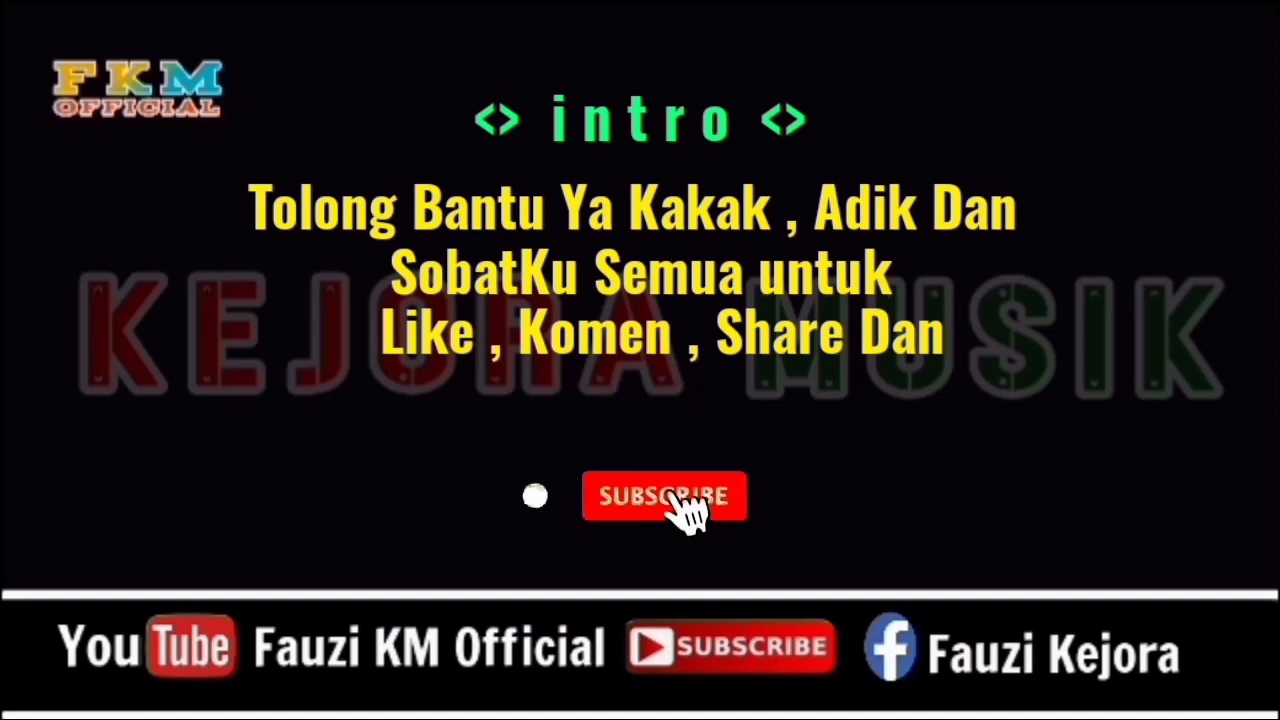 FKM
OFFICIAL
<> intro <>
Tolong Bantu Ya Kakak , Adik Dan
SobatKu Semua untuk
Like , Komen , Share Dan
KEJORA MUSIK
SUBSCRIBE
YouTube Fauzi KM Official SUBSCRIBE f Fauzi Kejora